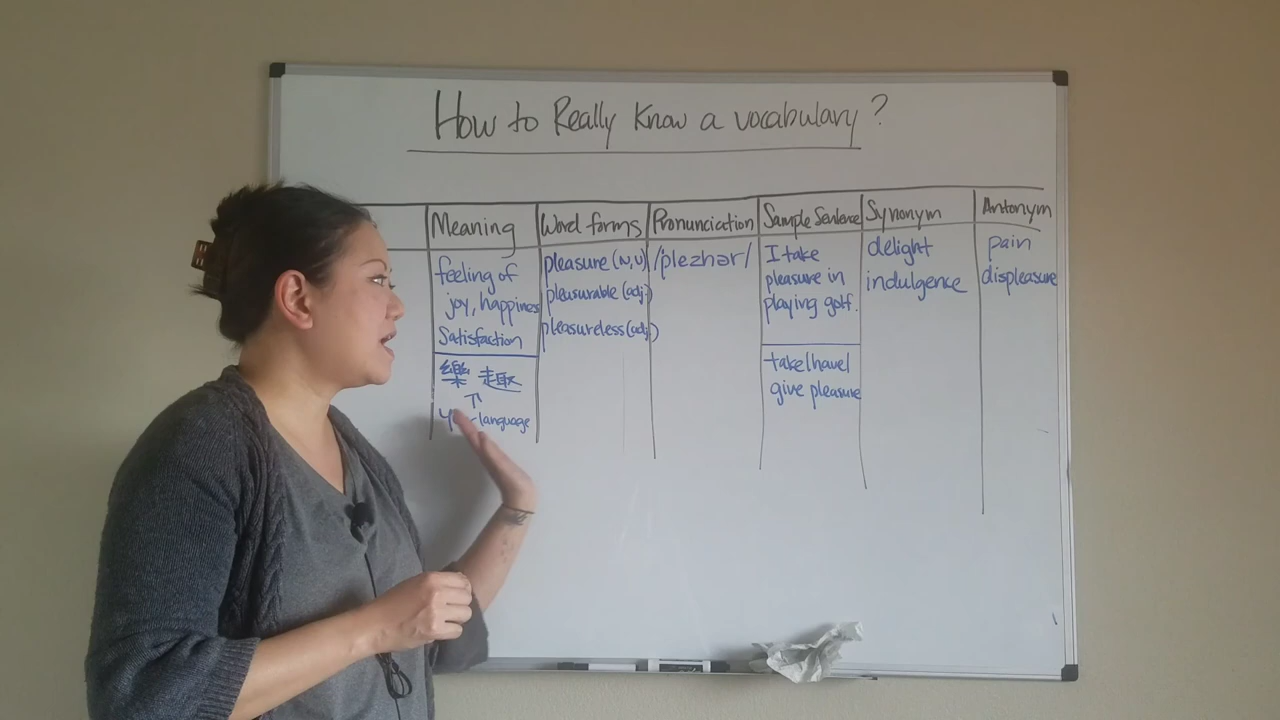 How to Really Know a vocabulary?
Meaning
feeling of
joy, happines
Satisfaction
樂趣
language
Word forms
pleasure (N,U)
pleasurable (adj.)
pleasureless (adj.)
Pronunciation
/plezhər/
Sample Sentence
I take
pleasure in
playing golf.
take/have/
give pleasure
Synonym
delight
indulgence
Antonym
pain
displeasure